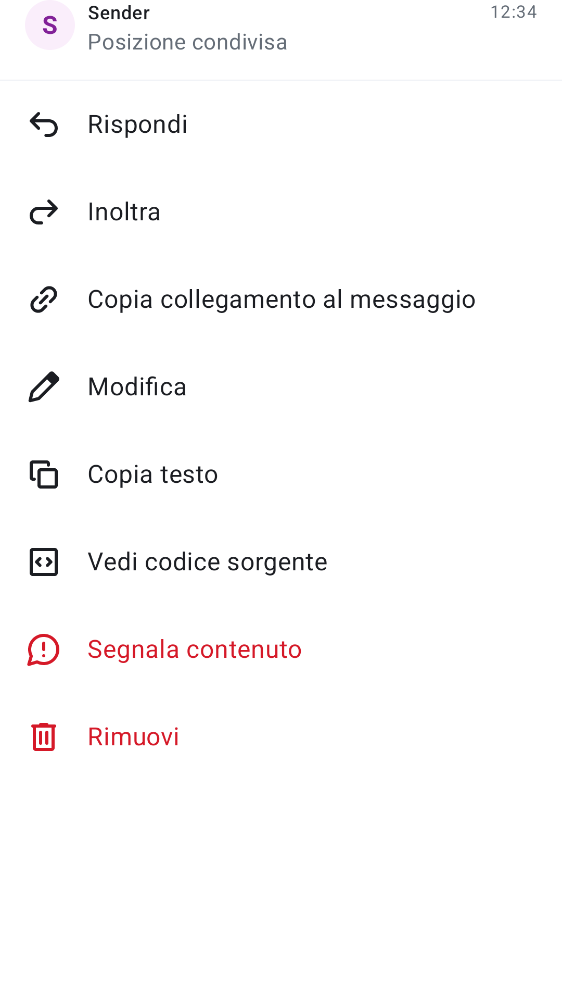 S
Sender
12:34
Posizione condivisa
Rispondi
Inoltra
Copia collegamento al messaggio
Modifica
Copia testo
Vedi codice sorgente
Segnala contenuto
Rimuovi